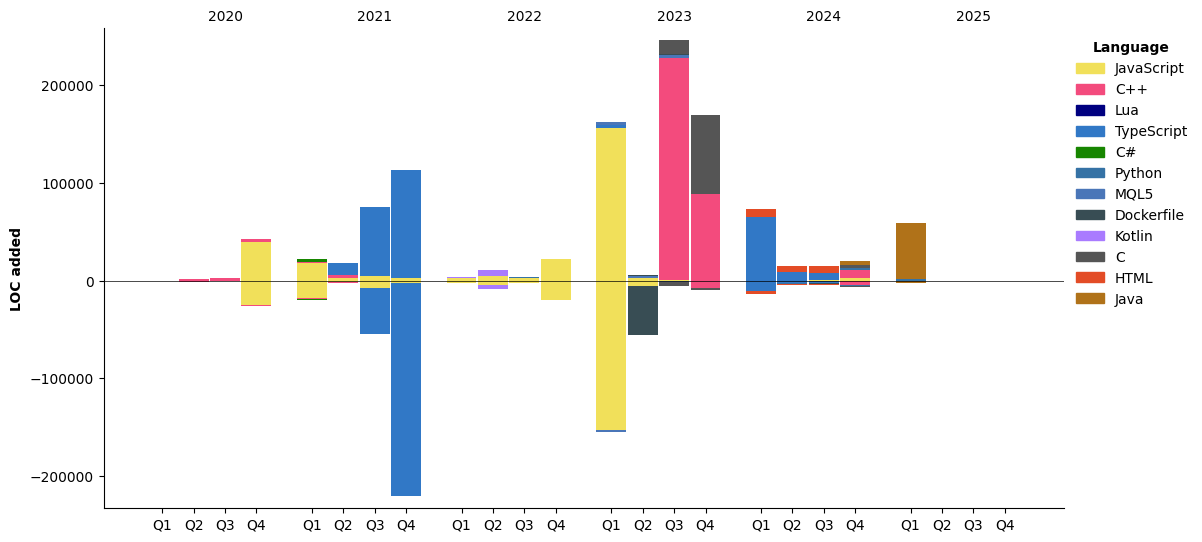 2020 2021 2022 2023 2024 2025
Language
JavaScript
C++
Lua
TypeScript
C#
Python
MQL5
Dockerfile
Kotlin
C
HTML
Java
LOC added
200000
100000
0
−100000
−200000
Q1 Q2 Q3 Q4 Q1 Q2 Q3 Q4 Q1 Q2 Q3 Q4 Q1 Q2 Q3 Q4 Q1 Q2 Q3 Q4 Q1 Q2 Q3 Q4